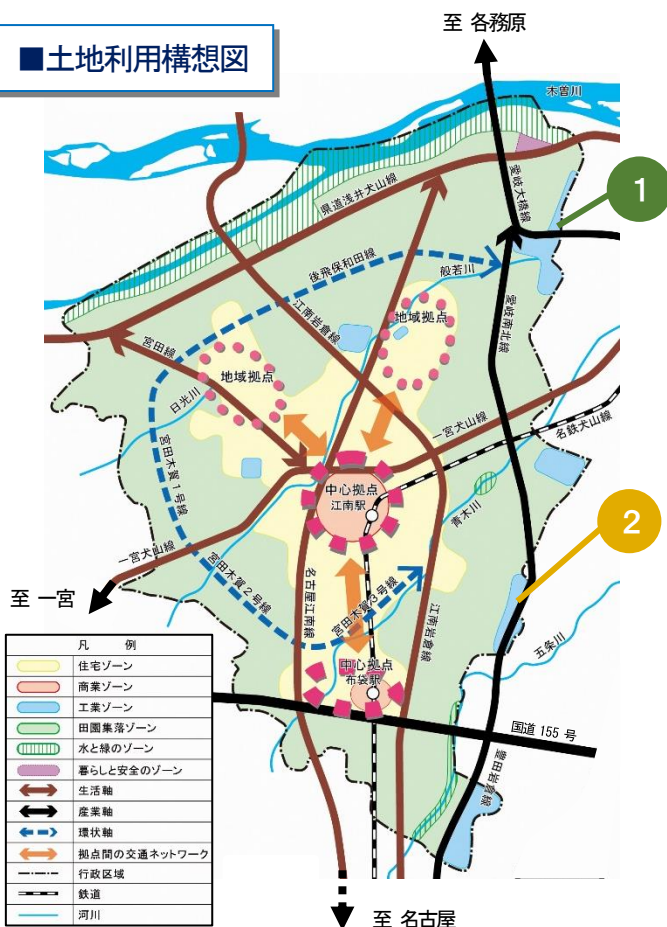 ■土地利用構想図
至 各務原
木曽川
1
愛岐大橋線
県道浅井犬山線
後飛保和田線
般若川
江南岩倉線
愛岐南北線
地域拠点
宮田線
地域拠点
日光川
一宮犬山線
名鉄犬山線
宮田木賀1号線
中心拠点
江南駅
青木川
2
一宮犬山線
宮田木賀2号線
至 一宮
名古屋江南線
宮田木賀3号線
江南岩倉線
五条川
中心拠点
布袋駅
国道 155 号
豊田岩倉線
凡 例
住宅ゾーン
商業ゾーン
工業ゾーン
田園集落ゾーン
水と緑のゾーン
暮らしと安全のゾーン
生活軸
産業軸
環状軸
拠点間の交通ネットワーク
行政区域
鉄道
河川
至 名古屋